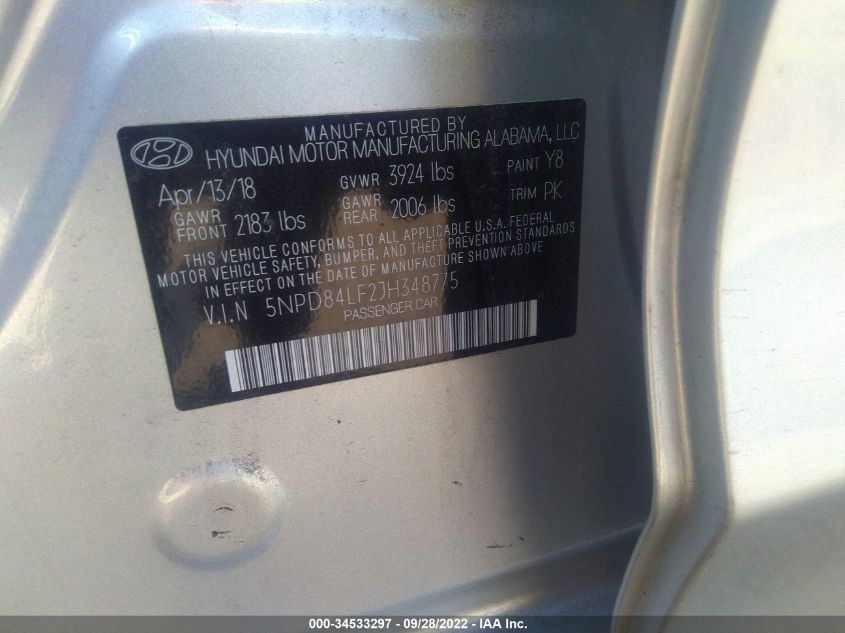 MANUFACTURED BY
HYUNDAI MOTOR MANUFACTURING ALABAMA, LLC
Apr/13/18 GVWR 3924 lbs PAINT Y8
GAWR FRONT 2183 lbs GAWR REAR 2006 lbs TRIM PK
THIS VEHICLE CONFORMS TO ALL APPLICABLE U.S.A. FEDERAL
MOTOR VEHICLE SAFETY, BUMPER, AND THEFT PREVENTION STANDARDS
IN EFFECT ON THE DATE OF MANUFACTURE SHOWN ABOVE
V.I.N 5NPD84LF2JH348775
PASSENGER CAR
000-34533297 - 09/28/2022 - IAA Inc.